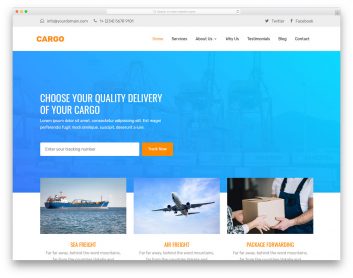 info@yourdomain.com
1+ (234) 5678 9101
Twitter
Facebook
CARGO
Home Services About Us Why Us Testimonials Blog Contact
CHOOSE YOUR QUALITY DELIVERY
OF YOUR CARGO
Lorem ipsum dolor sit amet, consectetur adipisicing elit.
perferendis fugit, modi similique, suscipit, deserunt a iure.
Enter your tracking number
Track Now
SEA FREIGHT
AIR FREIGHT
PACKAGE FORWARDING
Far far away, behind the word mountains,
Far far away, behind the word mountains,
Far far away, behind the word mountains,
far from the countries Vokalia and
far from the countries Vokalia and
far from the countries Vokalia and